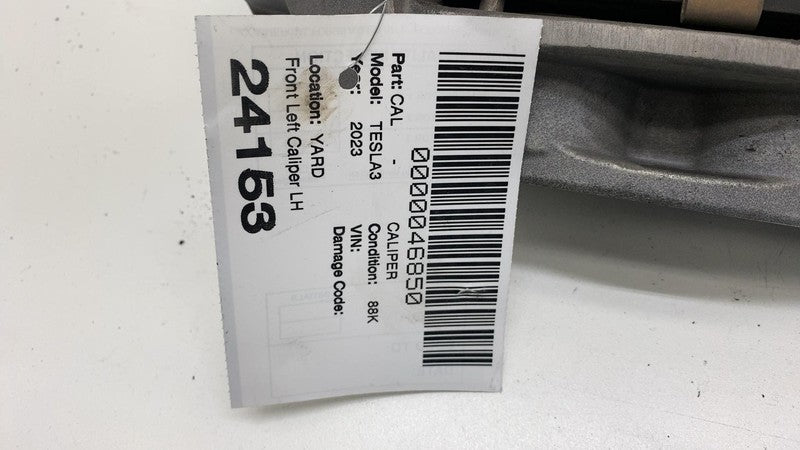 0000046850
Part: CAL - CALIPER
Model: TESLA3 Condition: 88K
Year: 2023 VIN:
Damage Code:
Location: YARD
Front Left Caliper LH
24153